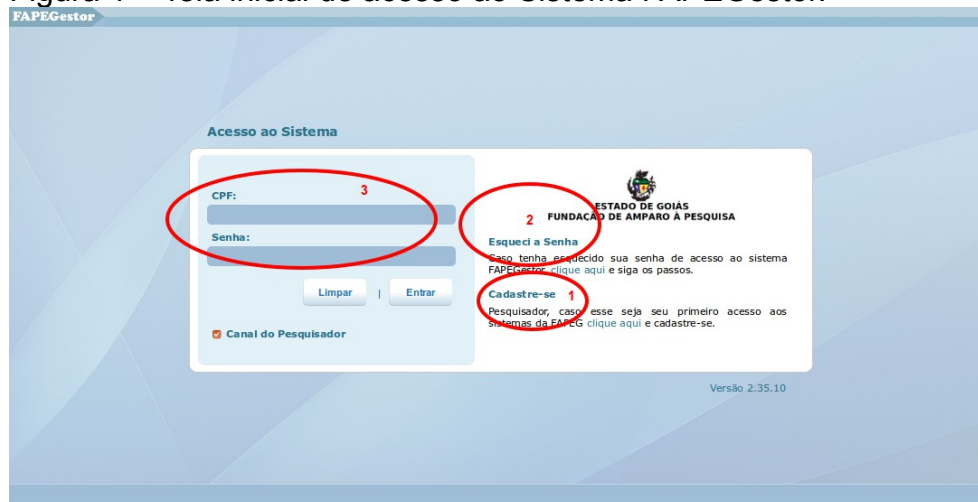 FAPEGestor
Acesso ao Sistema
CPF:
3
Senha:
Limpar | Entrar
Canal do Pesquisador
ESTADO DE GOIÁS
FUNDAÇÃO DE AMPARO À PESQUISA
2
Esqueci a Senha
Caso tenha esquecido sua senha de acesso ao sistema
FAPEGestor, clique aqui e siga os passos.
Cadastre-se 1
Pesquisador, caso esse seja seu primeiro acesso aos
sistemas da FAPEG clique aqui e cadastre-se.
Versão 2.35.10